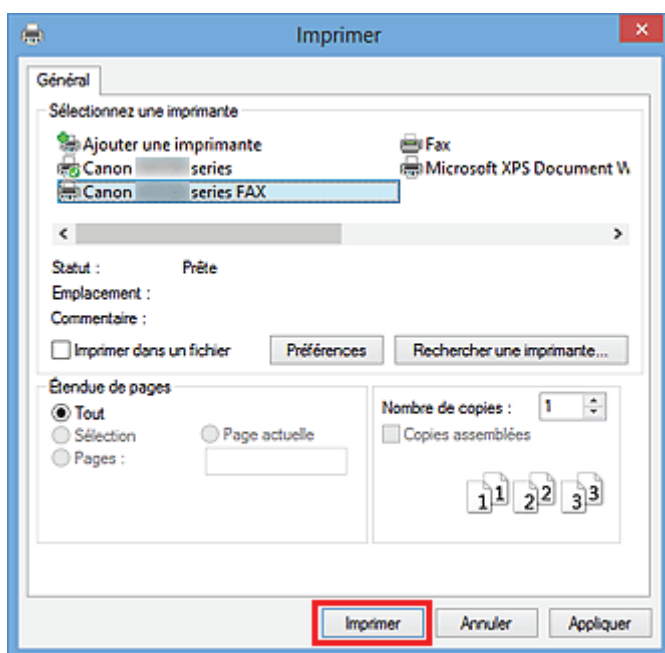 Imprimer
Général
Sélectionnez une imprimante
Ajouter une imprimante
Fax
Canon series
Microsoft XPS Document W
Canon series FAX
Statut : Prête
Emplacement :
Commentaire :
Imprimer dans un fichier
Préférences
Rechercher une imprimante...
Étendue de pages
Tout
Sélection
Page actuelle
Pages :
Nombre de copies : 1
Copies assemblées
1 1 2 2 3 3
Imprimer
Annuler
Appliquer